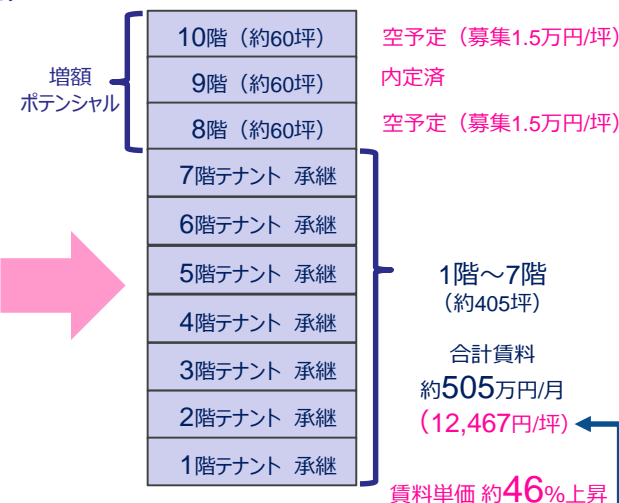 増額
ポテンシャル
10階（約60坪） 空予定（募集1.5万円/坪）
9階（約60坪） 内定済
8階（約60坪） 空予定（募集1.5万円/坪）
7階テナント 承継
6階テナント 承継
5階テナント 承継
4階テナント 承継
3階テナント 承継
2階テナント 承継
1階テナント 承継
1階～7階
（約405坪）
合計賃料
約505万円/月
（12,467円/坪）
賃料単価 約46%上昇